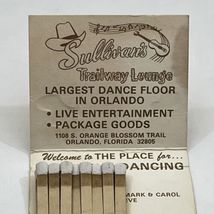 Sullivan's
Trailway Lounge
LARGEST DANCE FLOOR
IN ORLANDO
• LIVE ENTERTAINMENT
• PACKAGE GOODS
1108 S. ORANGE BLOSSOM TRAIL
ORLANDO, FLORIDA 32805
Welcome to THE PLACE for...
DANCING
MARK & CAROL